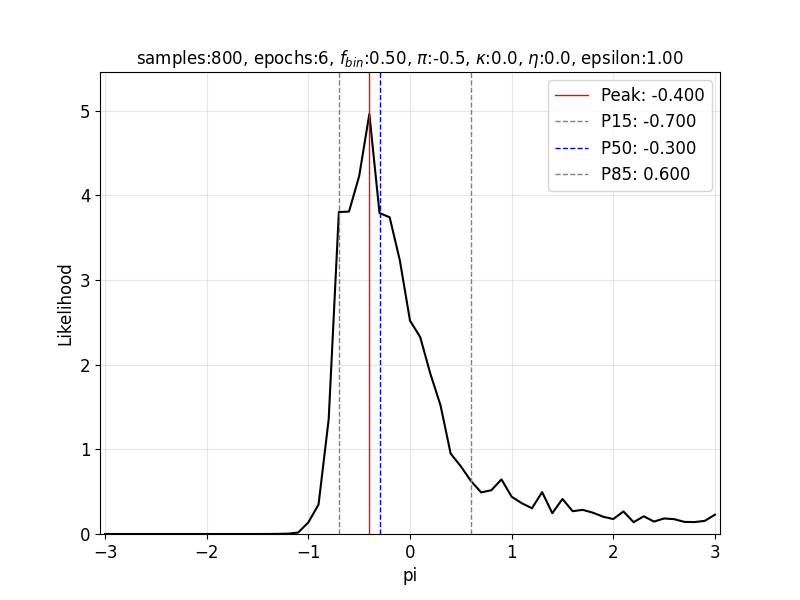 samples:800, epochs:6, f_bin:0.50, π:-0.5, κ:0.0, η:0.0, epsilon:1.00
Peak: -0.400
P15: -0.700
P50: -0.300
P85: 0.600
Likelihood
5
4
3
2
1
0
−3 −2 −1 0 1 2 3
pi